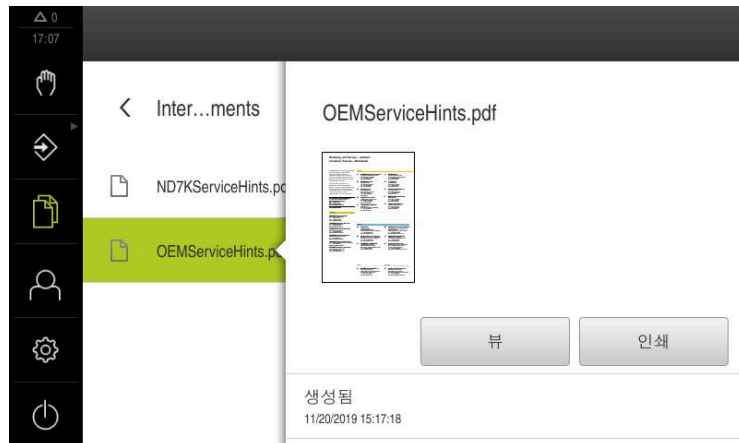 △ 0
17:07
Inter…ments
ND7KServiceHints.pd
OEMServiceHints.pd
OEMServiceHints.pdf
뷰
인쇄
생성됨
11/20/2019 15:17:18